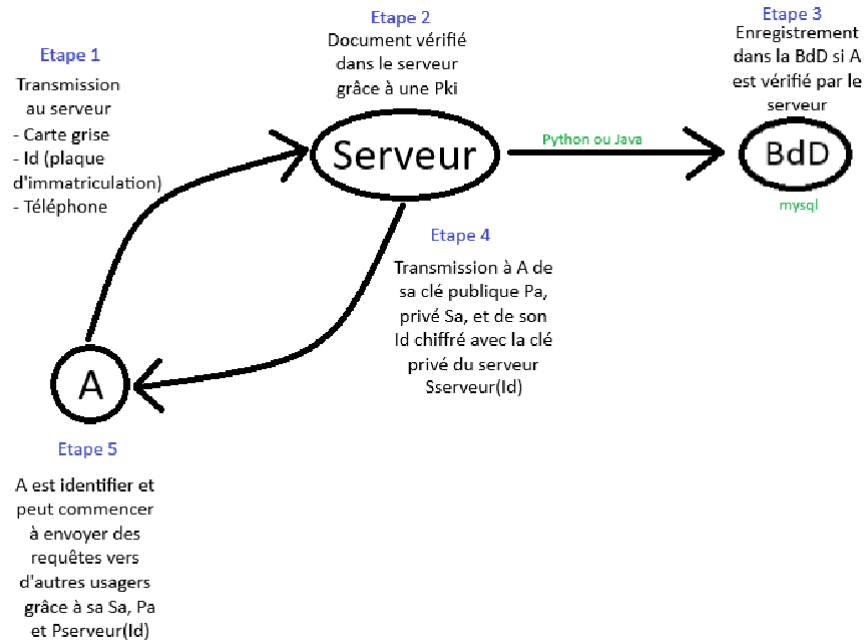 Etape 1
Transmission
au serveur
- Carte grise
- Id (plaque
d'immatriculation)
- Téléphone
Etape 2
Document vérifié
dans le serveur
grâce à une Pki
Serveur
Python ou Java
Etape 3
Enregistrement
dans la BdD si A
est vérifié par le
serveur
BdD
mysql
Etape 4
Transmission à A de
sa clé publique Pa,
privé Sa, et de son
Id chiffré avec la clé
privé du serveur
Sserveur(Id)
A
Etape 5
A est identifier et
peut commencer
à envoyer des
requêtes vers
d'autres usagers
grâce à sa Sa, Pa
et Pserveur(Id)